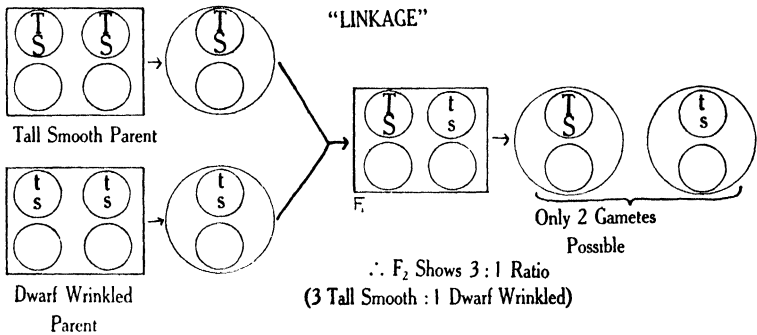 "LINKAGE"
T T
S S
T
S
Tall Smooth Parent
t t
s s
t
s
Dwarf Wrinkled
Parent
T t
S s
F₁
T
S
t
s
Only 2 Gametes
Possible
∴ F₂ Shows 3 : 1 Ratio
(3 Tall Smooth : 1 Dwarf Wrinkled)